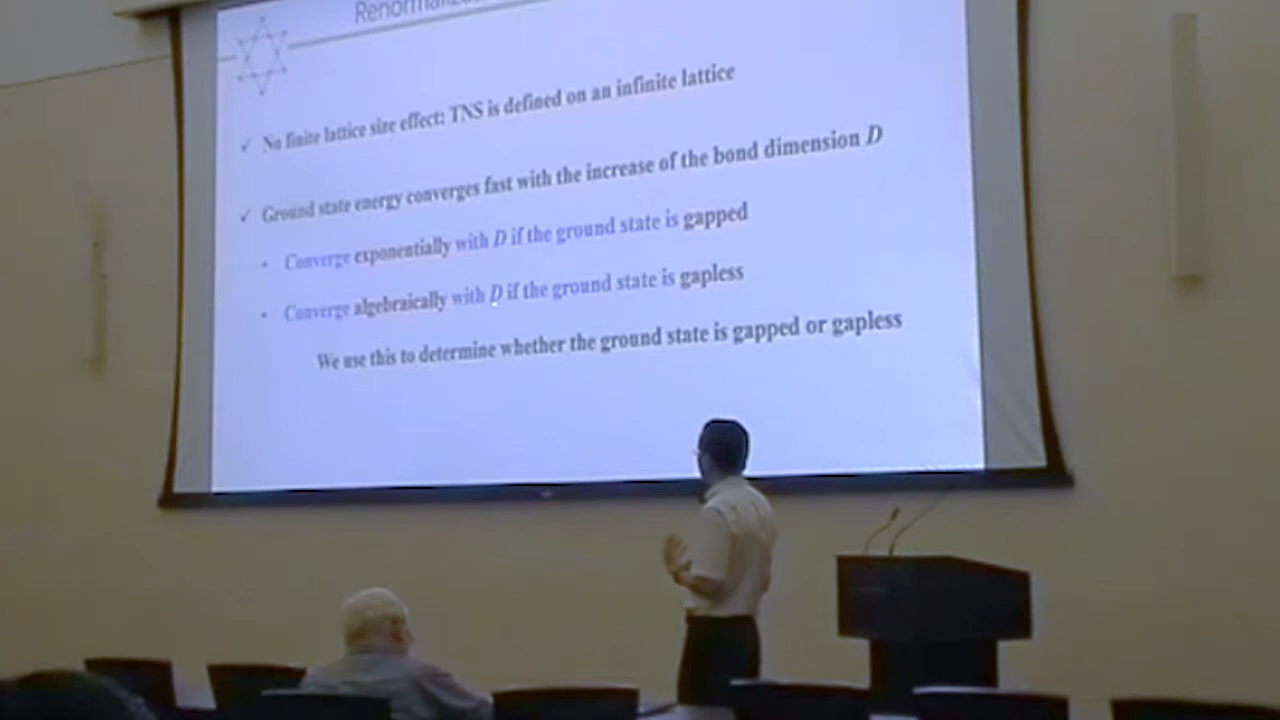 ✓ No finite lattice size effect: TNS is defined on an infinite lattice
✓ Ground state energy converges fast with the increase of the bond dimension D
• Converge exponentially with D if the ground state is gapped
• Converge algebraically with D if the ground state is gapless
We use this to determine whether the ground state is gapped or gapless